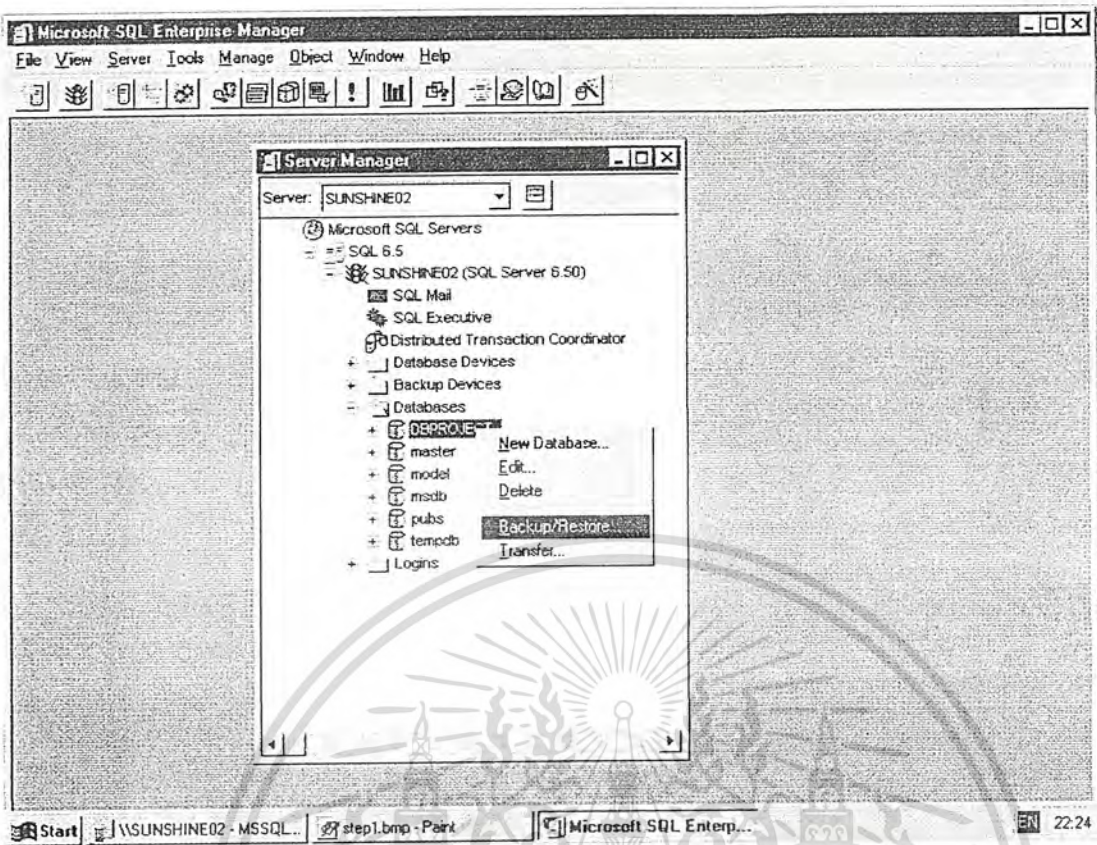 Microsoft SQL Enterprise Manager
File View Server Tools Manage Object Window Help
Server Manager
Server: SUNSHINE02
Microsoft SQL Servers
SQL 6.5
SUNSHINE02 (SQL Server 6.50)
SQL Mail
SQL Executive
Distributed Transaction Coordinator
Database Devices
Backup Devices
Databases
DBPROJE
master
model
msdb
pubs
tempdb
Logins
New Database...
Edit...
Delete
Backup/Restore...
Transfer...
Start \\SUNSHINE02 - MSSQL... step1.bmp - Paint Microsoft SQL Enterp... EN 22:24